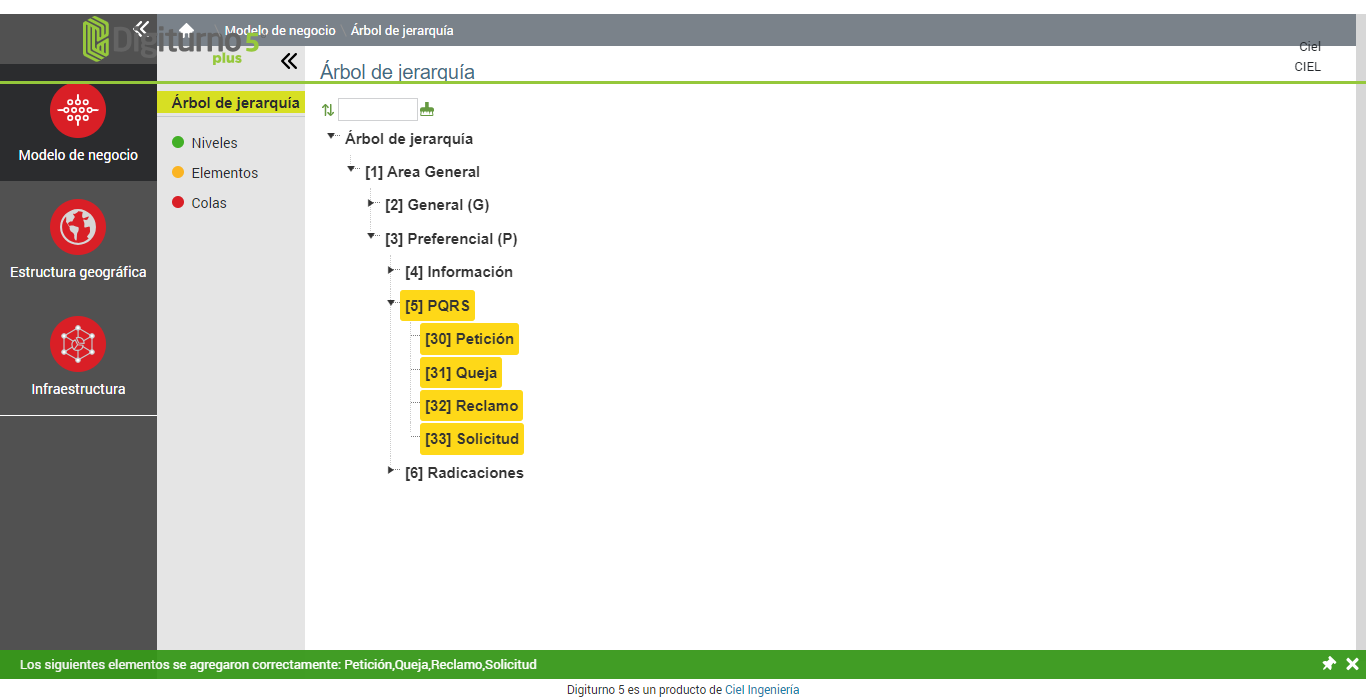 Digiturno 5
plus
Modelo de negocio
Árbol de jerarquía
Ciel
CIEL
Árbol de jerarquía
Modelo de negocio
Estructura geográfica
Infraestructura
Árbol de jerarquía
Niveles
Elementos
Colas
Árbol de jerarquía
[1] Area General
[2] General (G)
[3] Preferencial (P)
[4] Información
[5] PQRS
[30] Petición
[31] Queja
[32] Reclamo
[33] Solicitud
[6] Radicaciones
Los siguientes elementos se agregaron correctamente: Petición,Queja,Reclamo,Solicitud
Digiturno 5 es un producto de Ciel Ingeniería